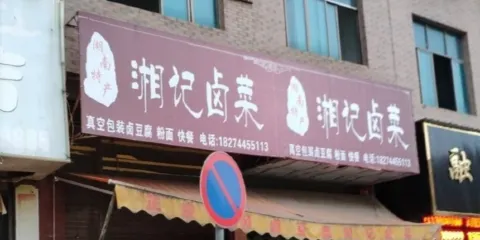 湖南
特产
湘记卤菜
真空包装卤豆腐 粉面 快餐 电话:18274455113
湖南
特产
湘记卤菜
真空包装卤豆腐 粉面 快餐 电话:18274455113
融